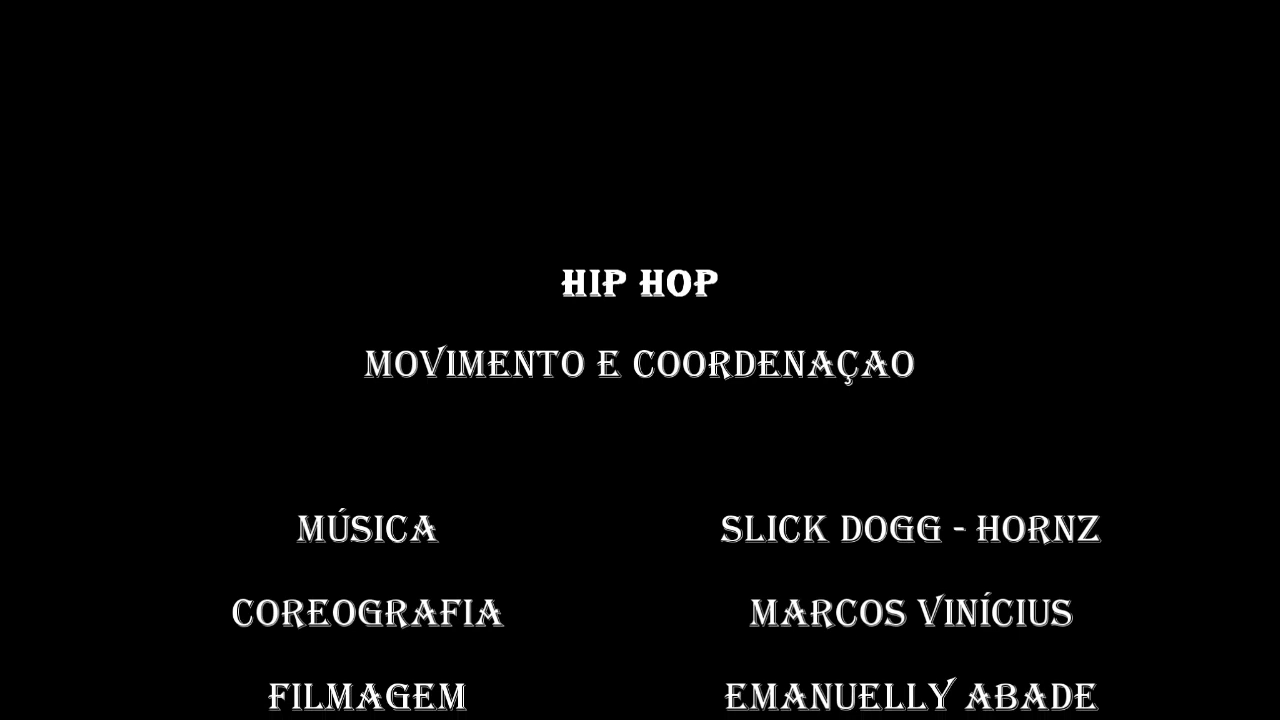 HIP HOP
MOVIMENTO E COORDENAÇAO
MÚSICA SLICK DOGG - HORNZ
COREOGRAFIA MARCOS VINÍCIUS
FILMAGEM EMANUELLY ABADE